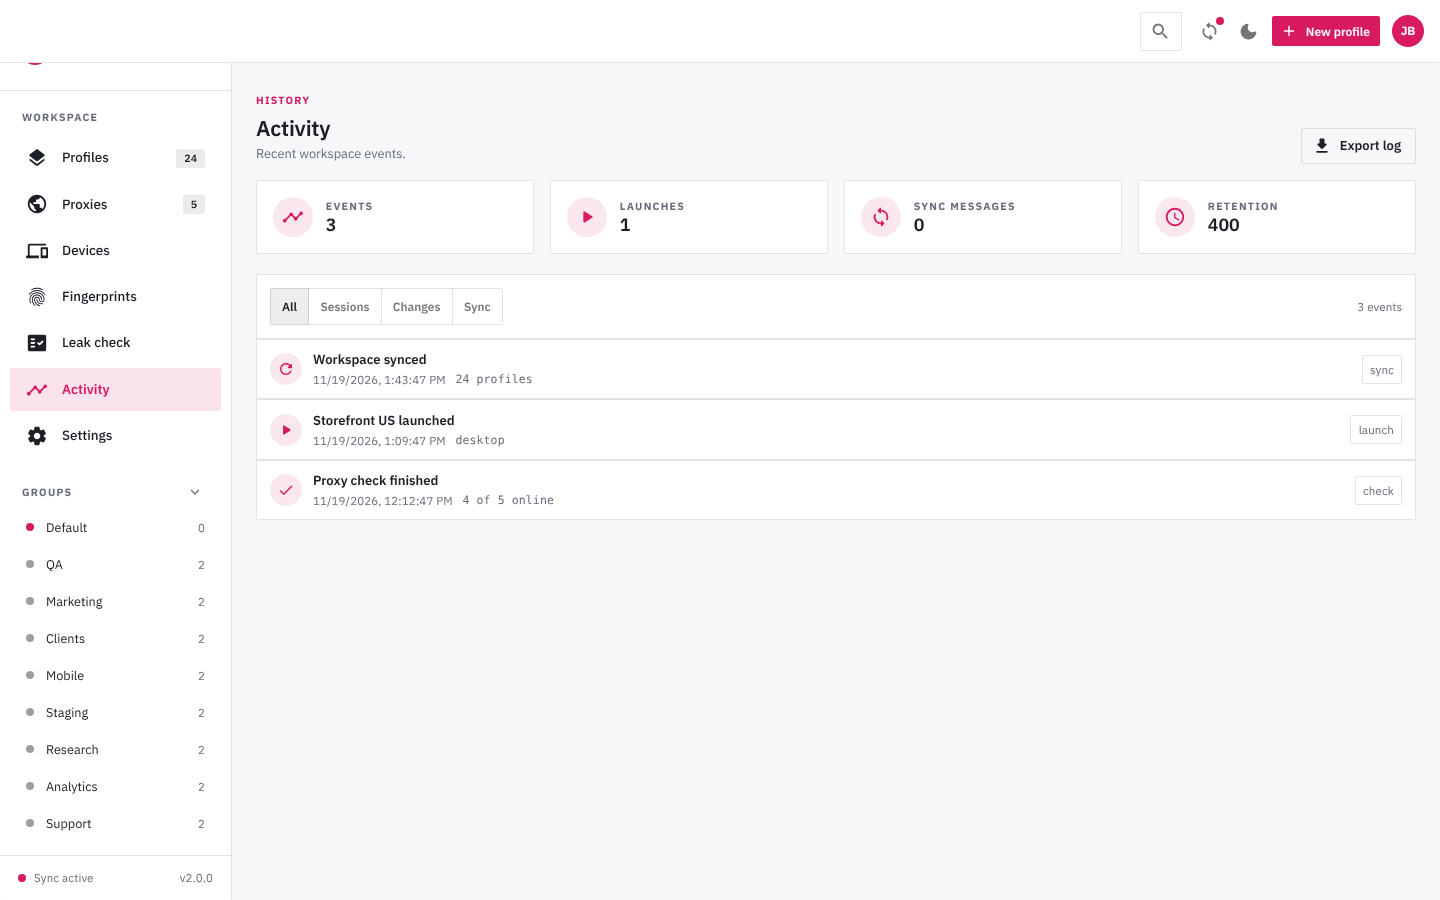 New profile
JB
WORKSPACE
Profiles 24
Proxies 5
Devices
Fingerprints
Leak check
Activity
Settings
GROUPS
Default 0
QA 2
Marketing 2
Clients 2
Mobile 2
Staging 2
Research 2
Analytics 2
Support 2
Sync active v2.0.0
HISTORY
Activity
Recent workspace events.
Export log
EVENTS
3
LAUNCHES
1
SYNC MESSAGES
0
RETENTION
400
All Sessions Changes Sync 3 events
Workspace synced
11/19/2026, 1:43:47 PM 24 profiles
sync
Storefront US launched
11/19/2026, 1:09:47 PM desktop
launch
Proxy check finished
11/19/2026, 12:12:47 PM 4 of 5 online
check